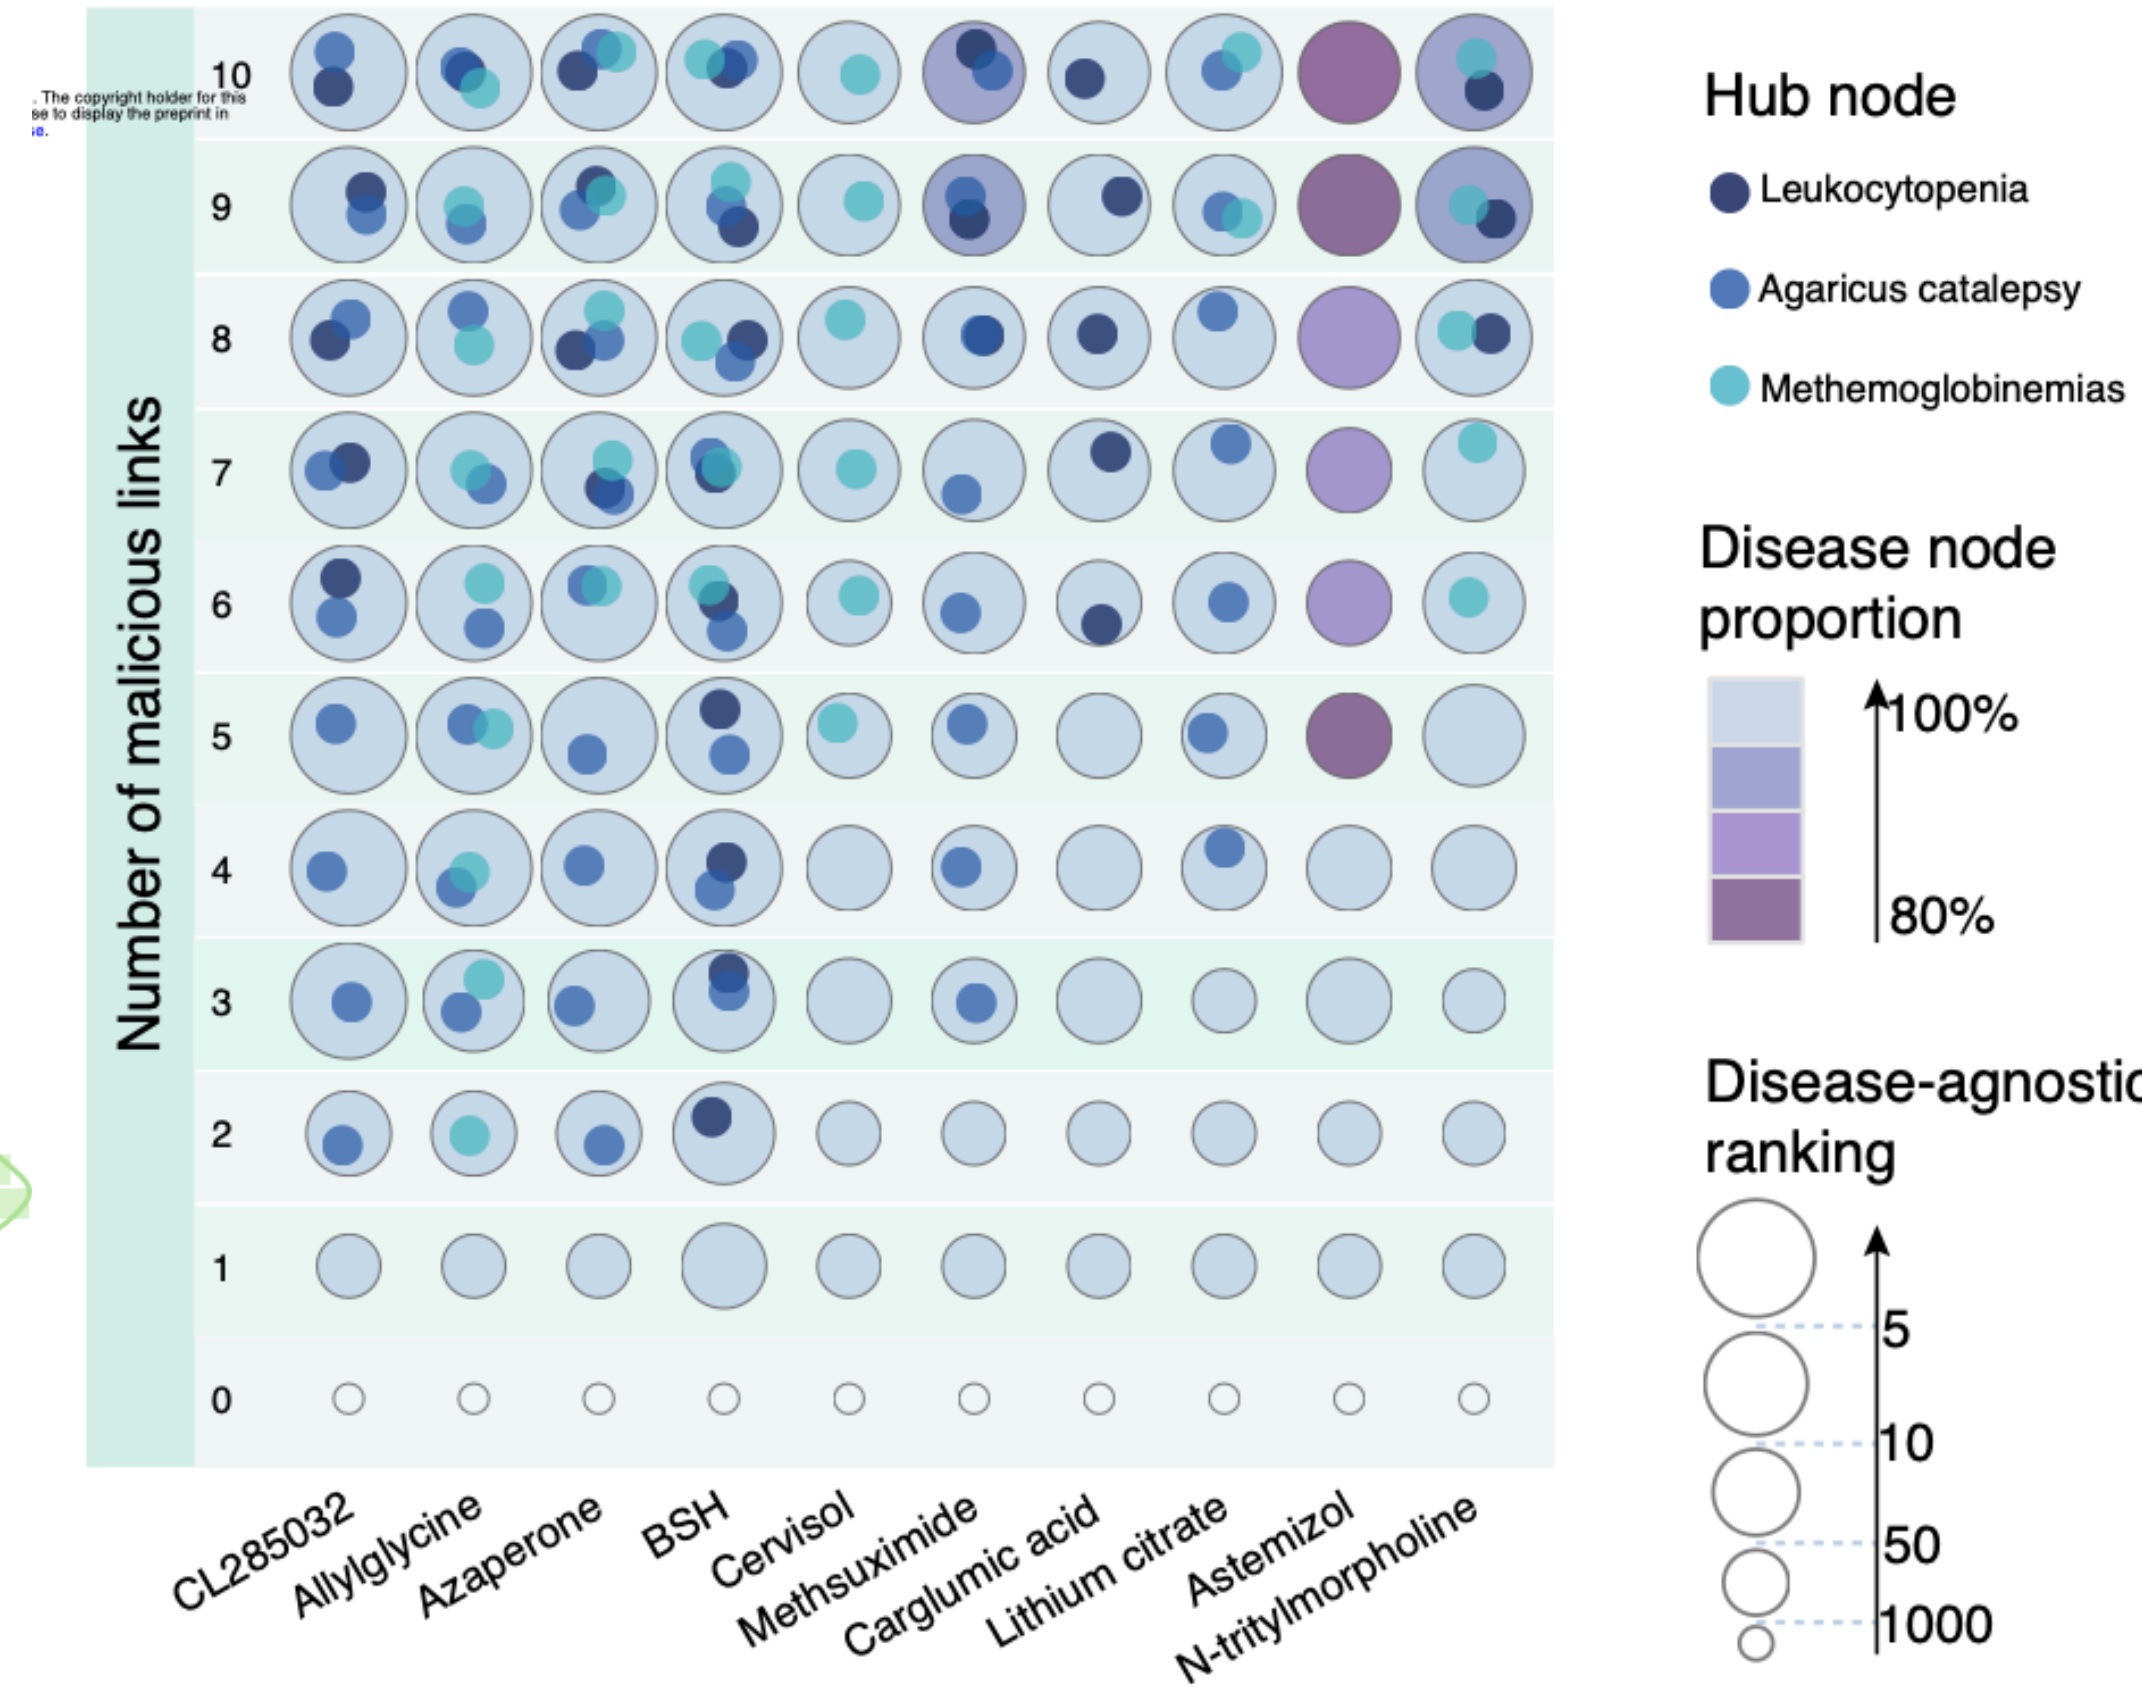 10
. The copyright holder for this
se to display the preprint in
se.
9
8
7
6
5
4
3
2
1
0
Number of malicious links
CL285032
Allylglycine
Azaperone
BSH
Cervisol
Methsuximide
Carglumic acid
Lithium citrate
Astemizol
N-tritylmorpholine
Hub node
Leukocytopenia
Agaricus catalepsy
Methemoglobinemias
Disease node
proportion
100%
80%
Disease-agnostic
ranking
5
10
50
1000